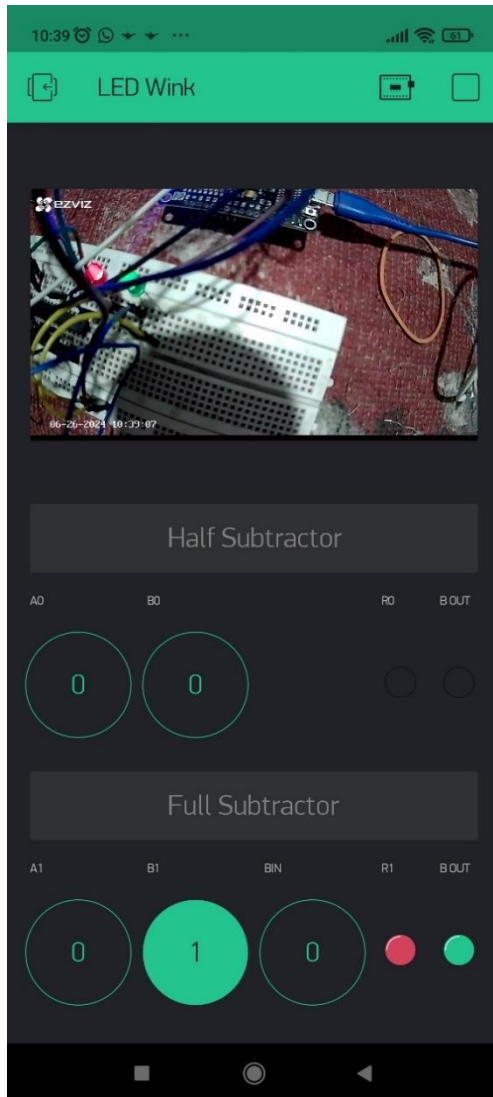 10:39
61
LED Wink
ezviz
06-26-2024 10:39:07
Half Subtractor
A0 B0 R0 B OUT
0 0
Full Subtractor
A1 B1 BIN R1 B OUT
0 1 0